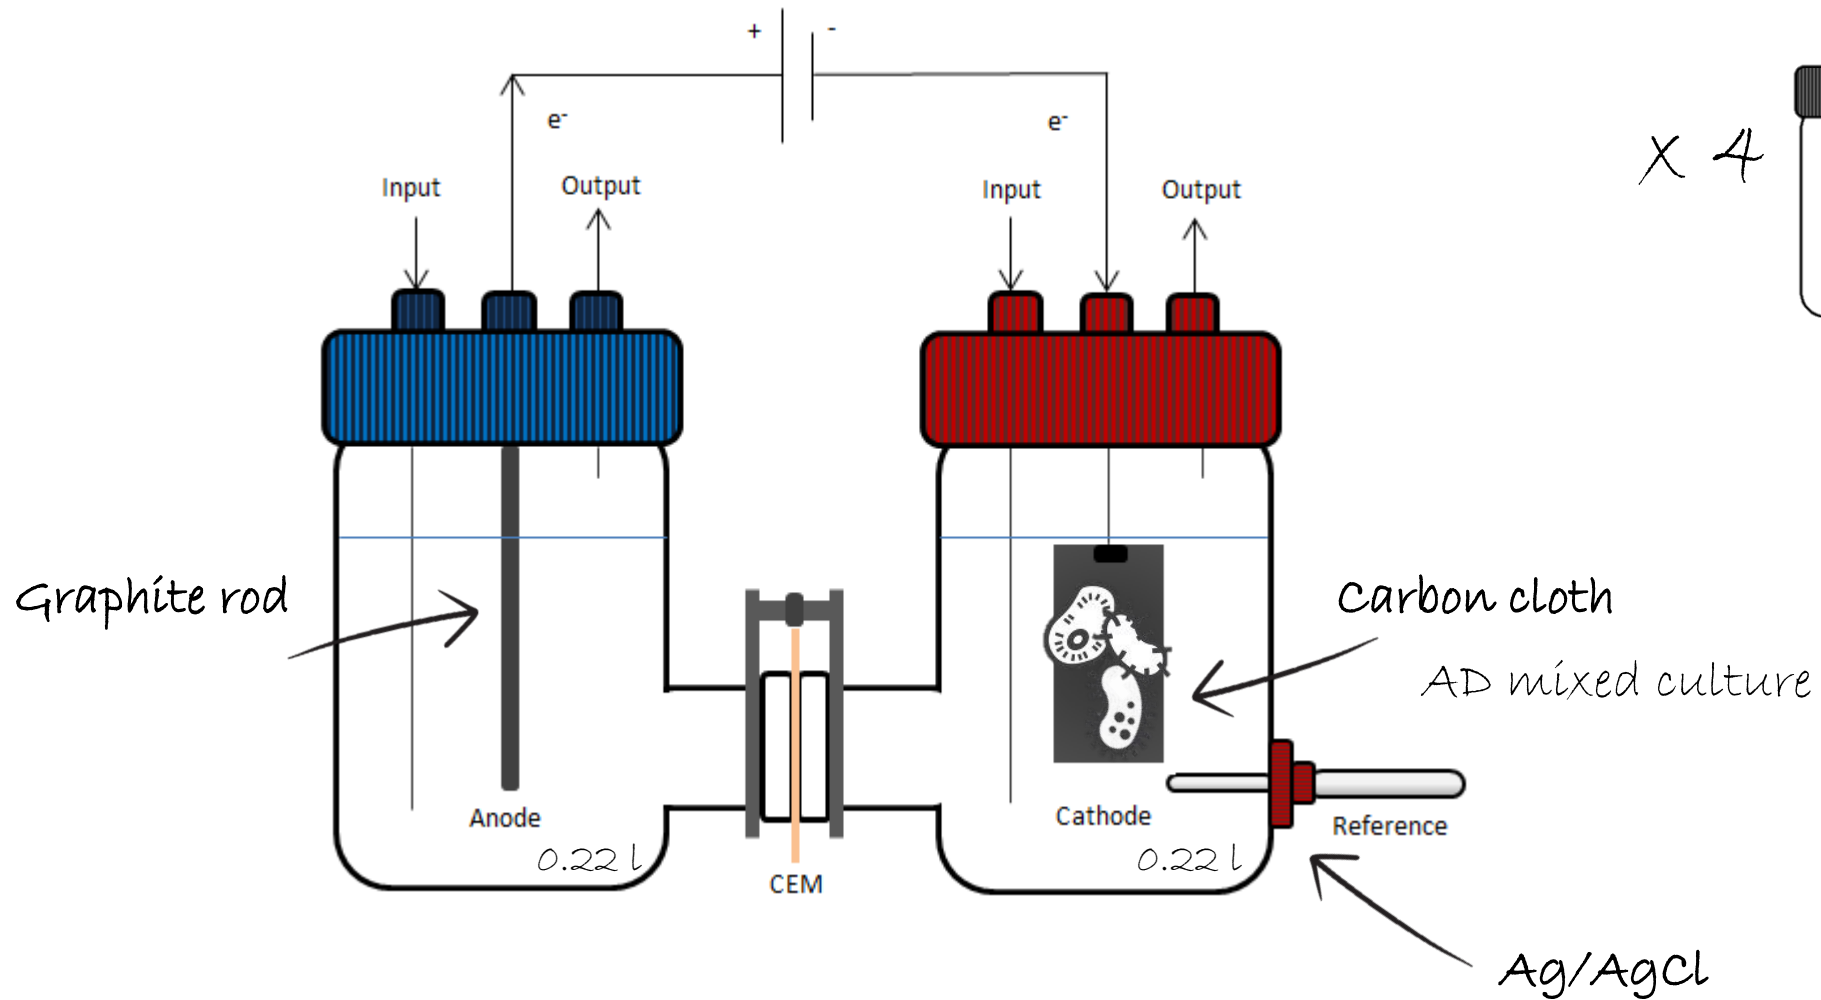 + -
e- e-
X 4
Input Output Input Output
Graphite rod
Carbon cloth
AD mixed culture
Anode
Cathode
Reference
0.22 l
0.22 l
CEM
Ag/AgCl